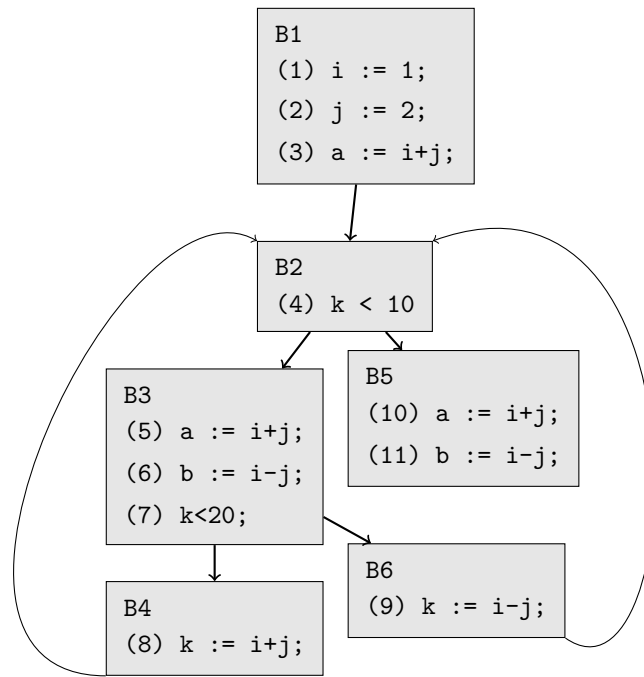 B1
(1) i := 1;
(2) j := 2;
(3) a := i+j;
B2
(4) k < 10
B3
(5) a := i+j;
(6) b := i-j;
(7) k<20;
B5
(10) a := i+j;
(11) b := i-j;
B4
(8) k := i+j;
B6
(9) k := i-j;